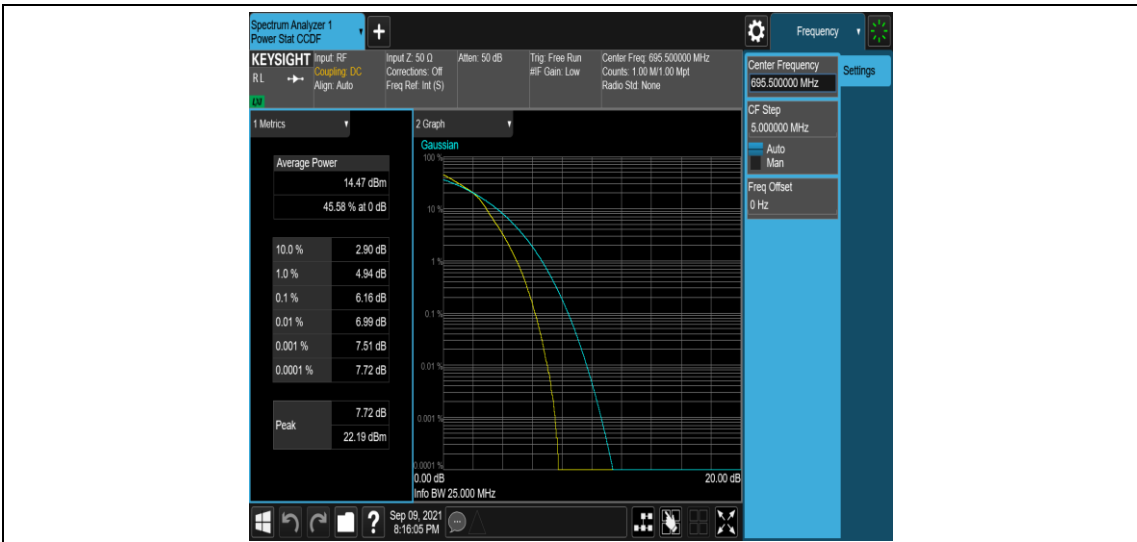 Spectrum Analyzer 1
Power Stat CCDF
+
Frequency
KEYSIGHT
RL
LXI
Input: RF
Coupling: DC
Align: Auto
Input Z: 50 Ω
Corrections: Off
Freq Ref: Int (S)
Atten: 50 dB
Trig: Free Run
#IF Gain: Low
Center Freq: 695.500000 MHz
Counts: 1.00 M/1.00 Mpt
Radio Std: None
Center Frequency
695.500000 MHz
Settings
CF Step
5.000000 MHz
Auto
Man
Freq Offset
0 Hz
1 Metrics
Average Power
14.47 dBm
45.58 % at 0 dB
10.0 % 2.90 dB
1.0 % 4.94 dB
0.1 % 6.16 dB
0.01 % 6.99 dB
0.001 % 7.51 dB
0.0001 % 7.72 dB
Peak
7.72 dB
22.19 dBm
2 Graph
Gaussian
100 %
10 %
1 %
0.1 %
0.01 %
0.001 %
0.0001 %
0.00 dB 20.00 dB
Info BW 25.000 MHz
?
Sep 09, 2021
8:16:05 PM